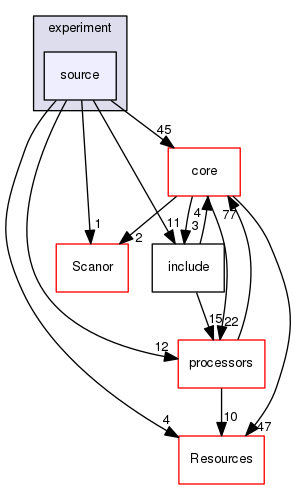 experiment
source
45
core
1
11
4
77
2
3
Scanor
include
12
15
22
processors
4
10
47
Resources